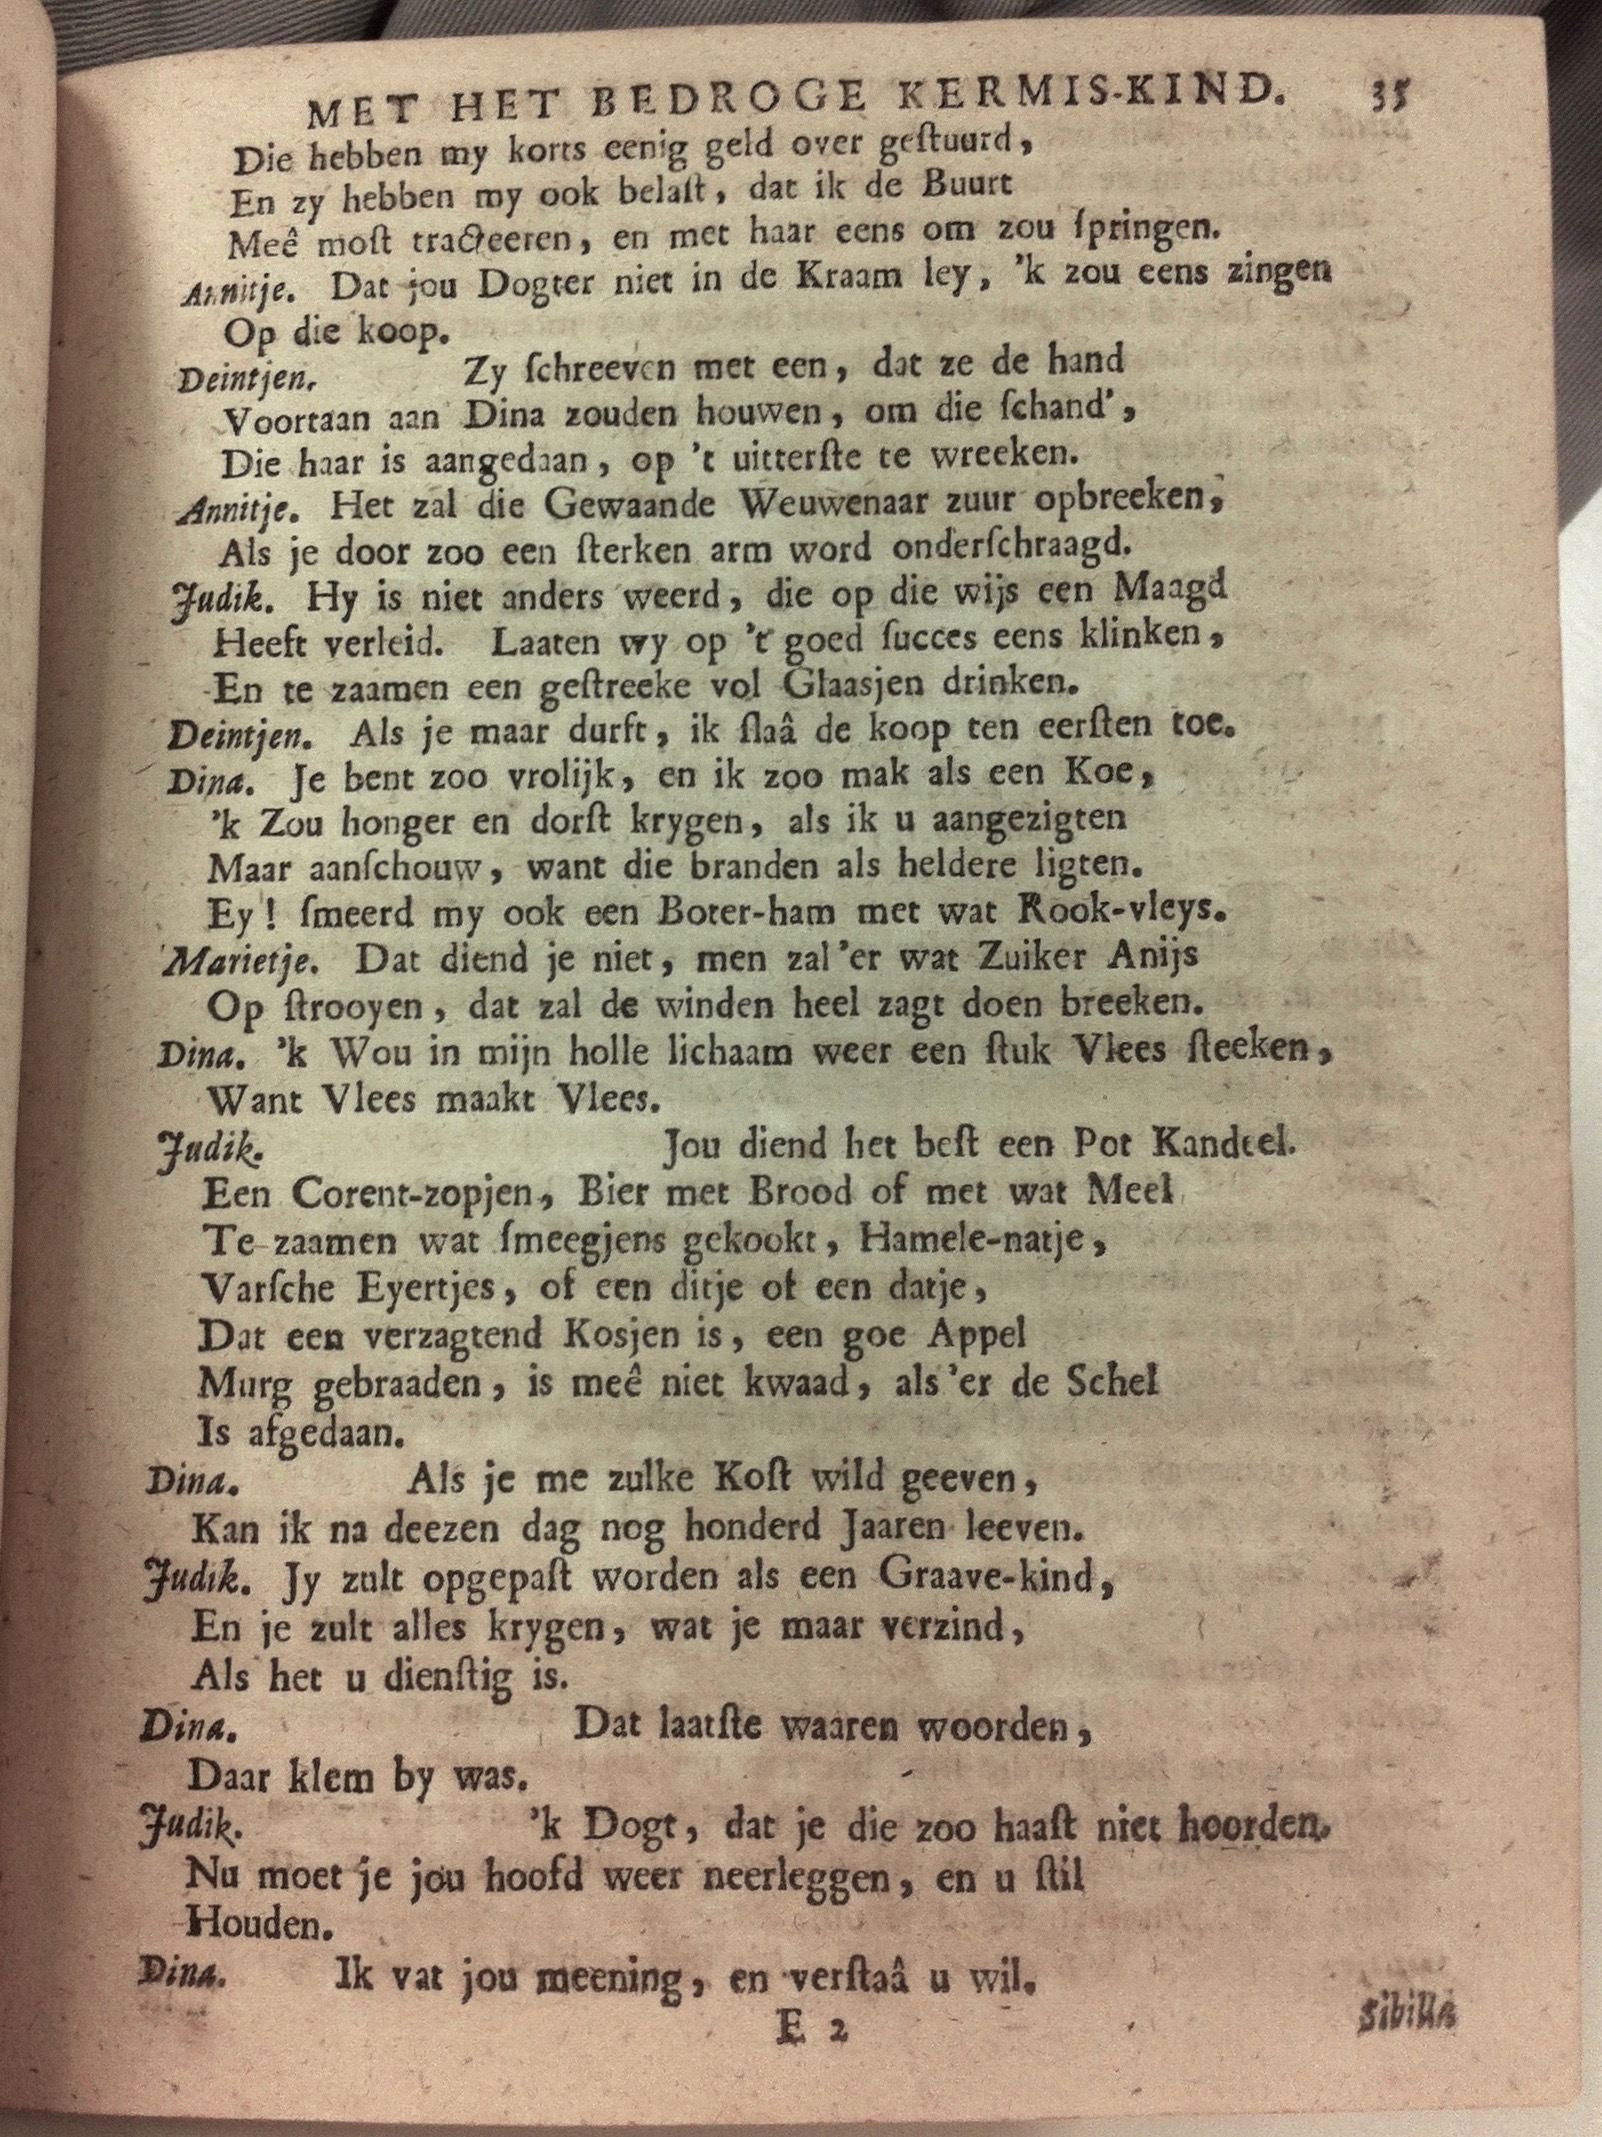 MET HET BEDROGE KERMIS-KIND. 35
Die hebben my korts eenig geld over geſtuurd,
En zy hebben my ook belaſt, dat ik de Buurt
Meê moſt tracteeren, en met haar eens om zou ſpringen.
Annitje. Dat jou Dogter niet in de Kraam ley, 'k zou eens zingen
Op die koop.
Deintjen. Zy ſchreeven met een, dat ze de hand
Voortaan aan Dina zouden houwen, om die ſchand',
Die haar is aangedaan, op 't uitterſte te wreeken.
Annitje. Het zal die Gewaande Weuwenaar zuur opbreeken,
Als je door zoo een ſterken arm word onderſchraagd.
Judik. Hy is niet anders weerd, die op die wijs een Maagd
Heeft verleid. Laaten wy op 't goed ſucces eens klinken,
En te zaamen een geſtreeke vol Glaasjen drinken.
Deintjen. Als je maar durft, ik ſlaâ de koop ten eerſten toe.
Dina. Je bent zoo vrolijk, en ik zoo mak als een Koe,
'k Zou honger en dorſt krygen, als ik u aangezigten
Maar aanſchouw, want die branden als heldere ligten.
Ey! ſmeerd my ook een Boter-ham met wat Rook-vleys.
Marietje. Dat diend je niet, men zal 'er wat Zuiker Anijs
Op ſtrooyen, dat zal de winden heel zagt doen breeken.
Dina. 'k Wou in mijn holle lichaam weer een ſtuk Vlees ſteeken,
Want Vlees maakt Vlees.
Judik. Jou diend het beſt een Pot Kandeel.
Een Corent-zopjen, Bier met Brood of met wat Meel
Te zaamen wat ſmeegjens gekookt, Hamele-natje,
Varſche Eyertjes, of een ditje of een datje,
Dat een verzagtend Kosjen is, een goe Appel
Murg gebraaden, is meê niet kwaad, als 'er de Schel
Is afgedaan.
Dina. Als je me zulke Koſt wild geeven,
Kan ik na deezen dag nog honderd Jaaren leeven.
Judik. Jy zult opgepaſt worden als een Graave-kind,
En je zult alles krygen, wat je maar verzind,
Als het u dienſtig is.
Dina. Dat laatſte waaren woorden,
Daar klem by was.
Judik. 'k Dogt, dat je die zoo haaſt niet hoorden.
Nu moet je jou hoofd weer neerleggen, en u ſtil
Houden.
Dina. Ik vat jou meening, en verſtaâ u wil.
E 2 Sibilla